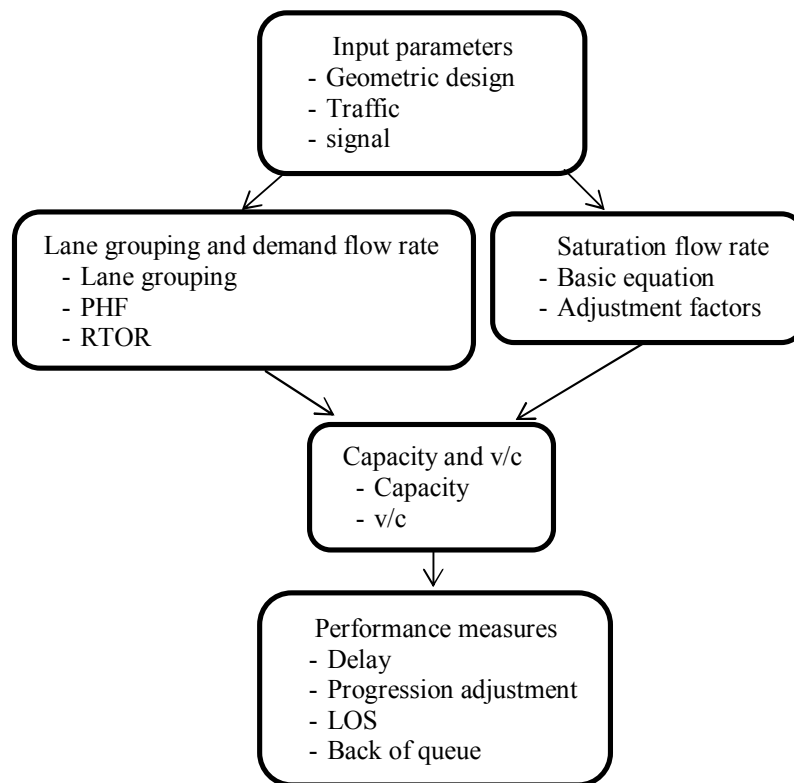 Input parameters
- Geometric design
- Traffic
- signal
Lane grouping and demand flow rate
- Lane grouping
- PHF
- RTOR
Saturation flow rate
- Basic equation
- Adjustment factors
Capacity and v/c
- Capacity
- v/c
Performance measures
- Delay
- Progression adjustment
- LOS
- Back of queue